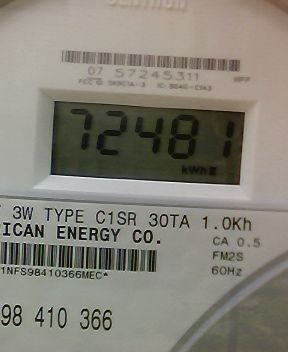 07 57245311
72481
kWh
3W TYPE C1SR 30TA 1.0Kh
ICAN ENERGY CO.
CA 0.5
FM2S
60Hz
1NFS98410366MEC*
98 410 366